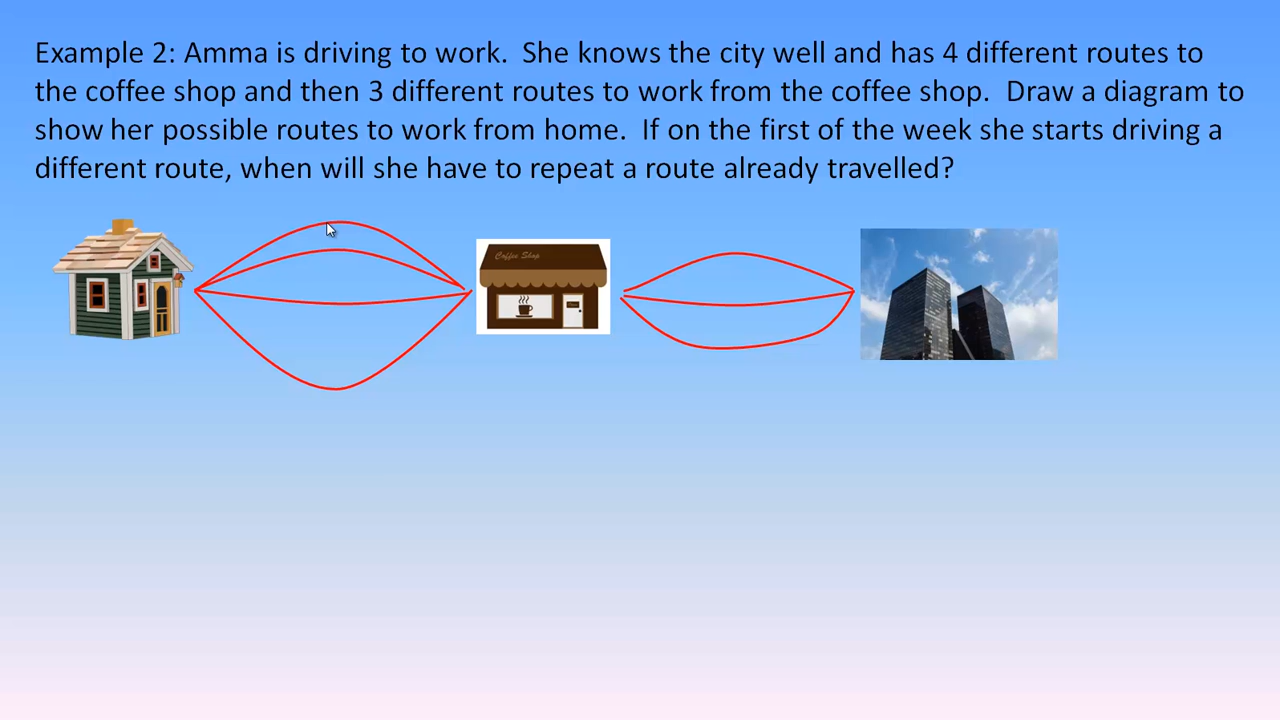 Example 2: Amma is driving to work.  She knows the city well and has 4 different routes to
the coffee shop and then 3 different routes to work from the coffee shop.  Draw a diagram to
show her possible routes to work from home.  If on the first of the week she starts driving a
different route, when will she have to repeat a route already travelled?
Coffee Shop